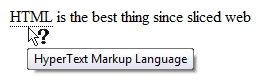 HTML is the best thing since sliced web
?
HyperText Markup Language